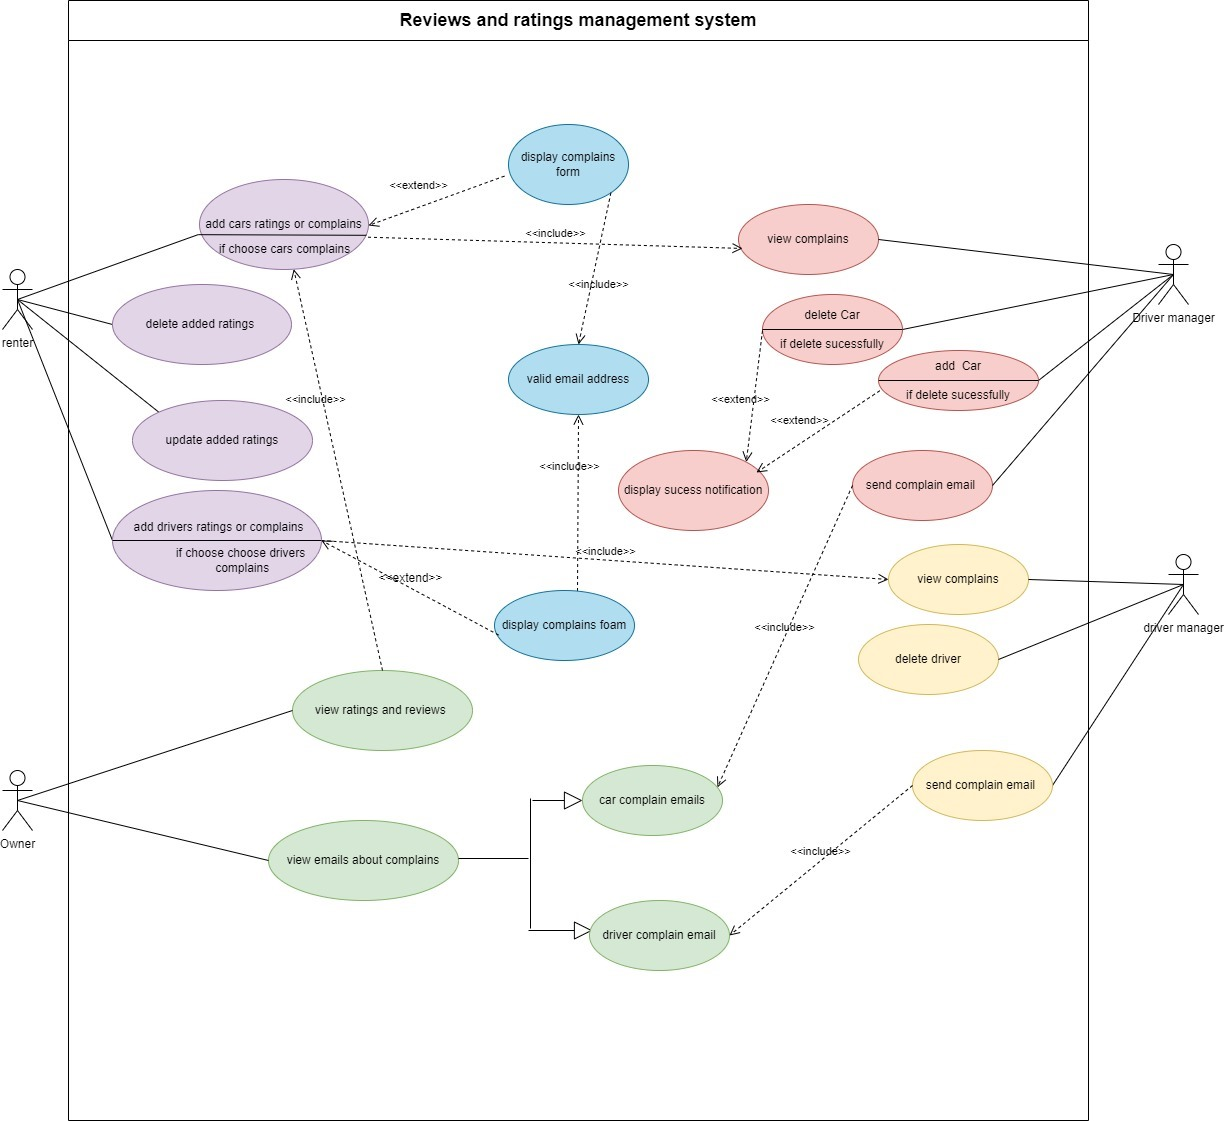 Reviews and ratings management system
display complains
form
<<extend>>
add cars ratings or complains
if choose cars complains
<<include>>
view complains
<<include>>
renter
delete added ratings
delete Car
if delete sucessfully
Driver manager
add  Car
if delete sucessfully
valid email address
<<include>>
<<extend>>
<<extend>>
update added ratings
<<include>>
display sucess notification
send complain email
add drivers ratings or complains
if choose choose drivers
complains
<<include>>
<<extend>>
view complains
display complains foam
<<include>>
driver manager
delete driver
view ratings and reviews
car complain emails
send complain email
Owner
view emails about complains
<<include>>
driver complain email